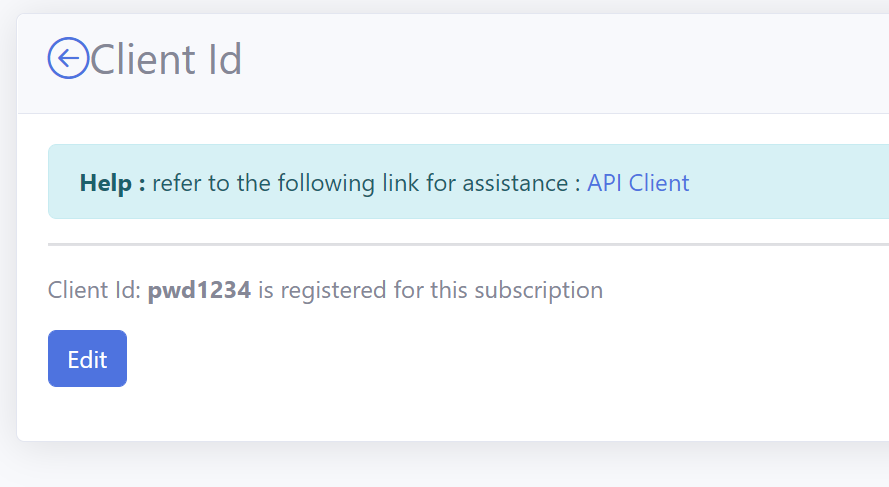 Client Id
Help : refer to the following link for assistance : API Client
Client Id: pwd1234 is registered for this subscription
Edit